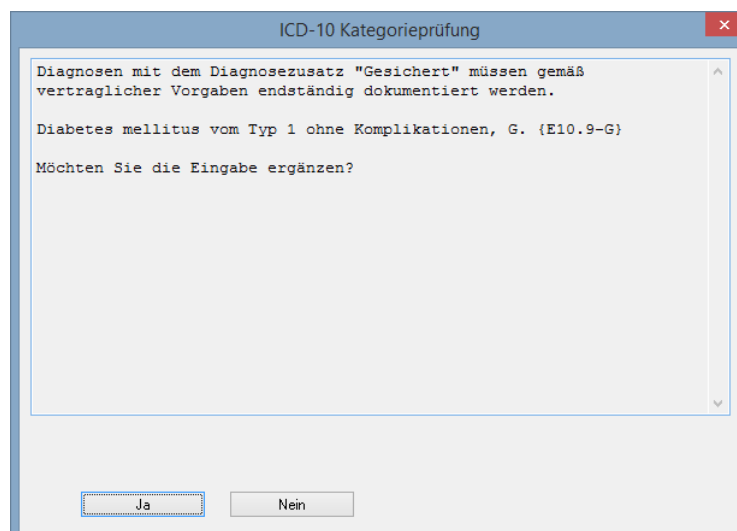 ICD-10 Kategorieprüfung
Diagnosen mit dem Diagnosezusatz "Gesichert" müssen gemäß
vertraglicher Vorgaben endständig dokumentiert werden.
Diabetes mellitus vom Typ 1 ohne Komplikationen, G. {E10.9-G}
Möchten Sie die Eingabe ergänzen?
Ja
Nein